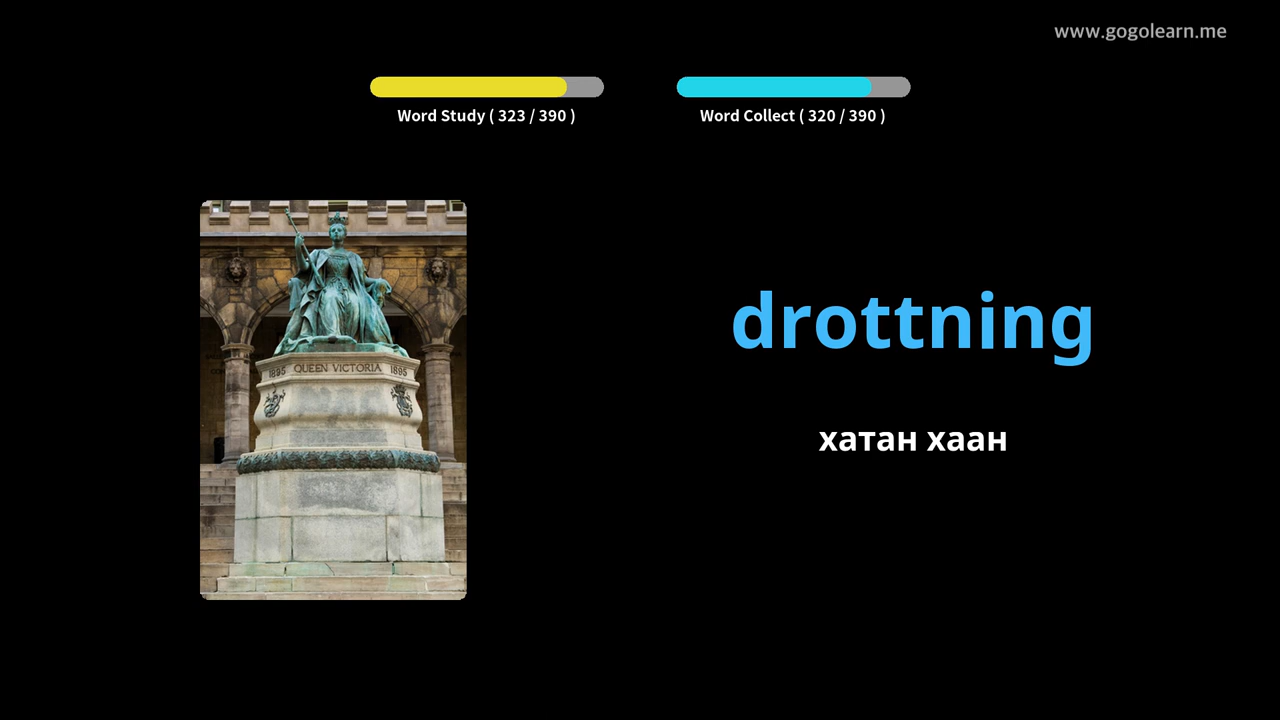 www.gogolearn.me
Word Study ( 323 / 390 )
Word Collect ( 320 / 390 )
1895 QUEEN VICTORIA 1895
drottning
хатан хаан